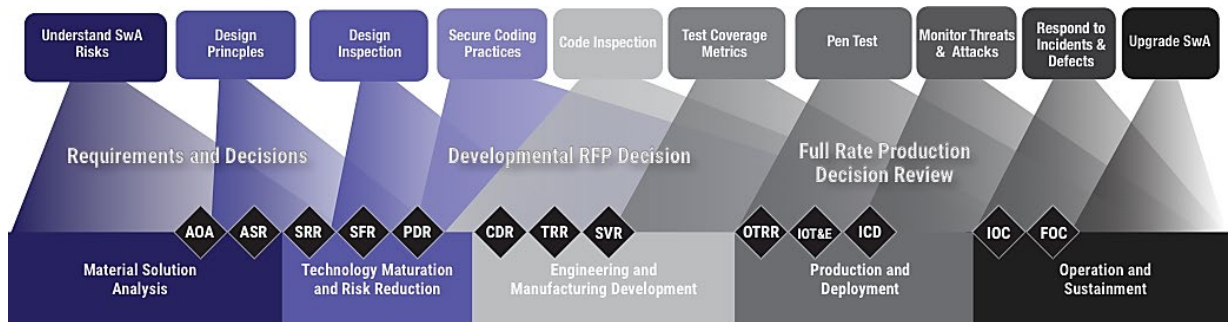 Understand SwA
Risks
Design
Princples
Design
Inspection
Secure Coding
Practices
Code Inspection
Test Coverage
Metrics
Pen Test
Monitor Threats
& Attacks
Respond to
Incidents &
Defects
Upgrade SwA
Requirements and Decisions
Developmental RFP Decision
Full Rate Production
Decision Review
AOA
ASR
SRR
SFR
PDR
CDR
TRR
SVR
OTRR
IOT&E
ICD
IOC
FOC
Material Solution
Analysis
Technology Maturation
and Risk Reduction
Engineering and
Manufacturing Development
Production and
Deployment
Operation and
Sustainment